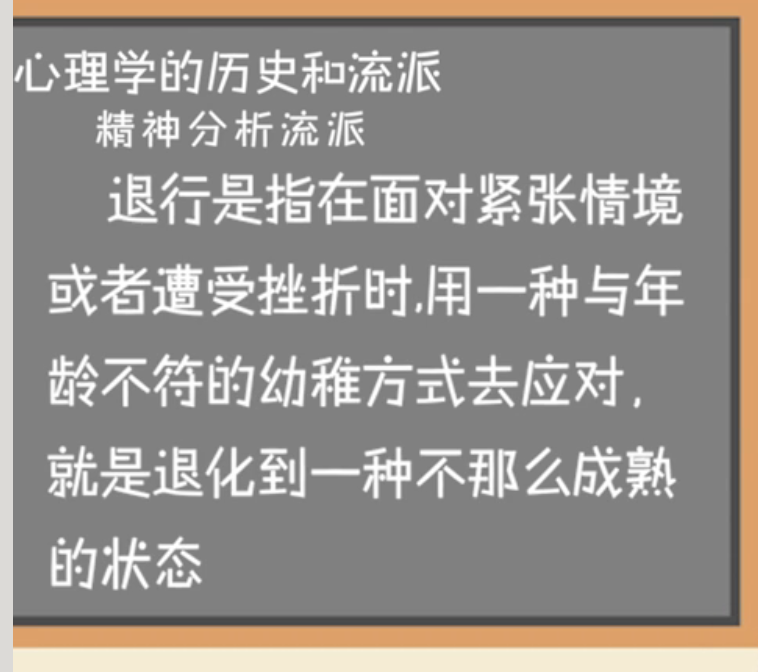 心理学的历史和流派
精神分析流派
退行是指在面对紧张情境
或者遭受挫折时,用一种与年
龄不符的幼稚方式去应对,
就是退化到一种不那么成熟
的状态